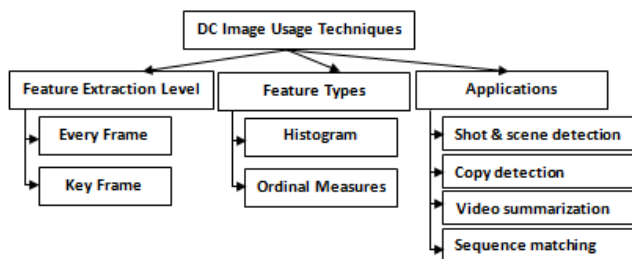 DC Image Usage Techniques
Feature Extraction Level
Every Frame
Key Frame
Feature Types
Histogram
Ordinal Measures
Applications
Shot & scene detection
Copy detection
Video summarization
Sequence matching